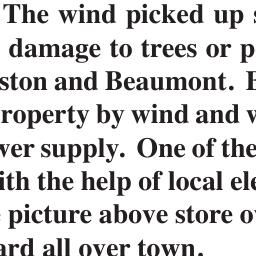 The wind picked up s
damage to trees or p
ston and Beaumont. E
roperty by wind and w
wer supply. One of the
ith the help of local ele
picture above store ov
ard all over town.